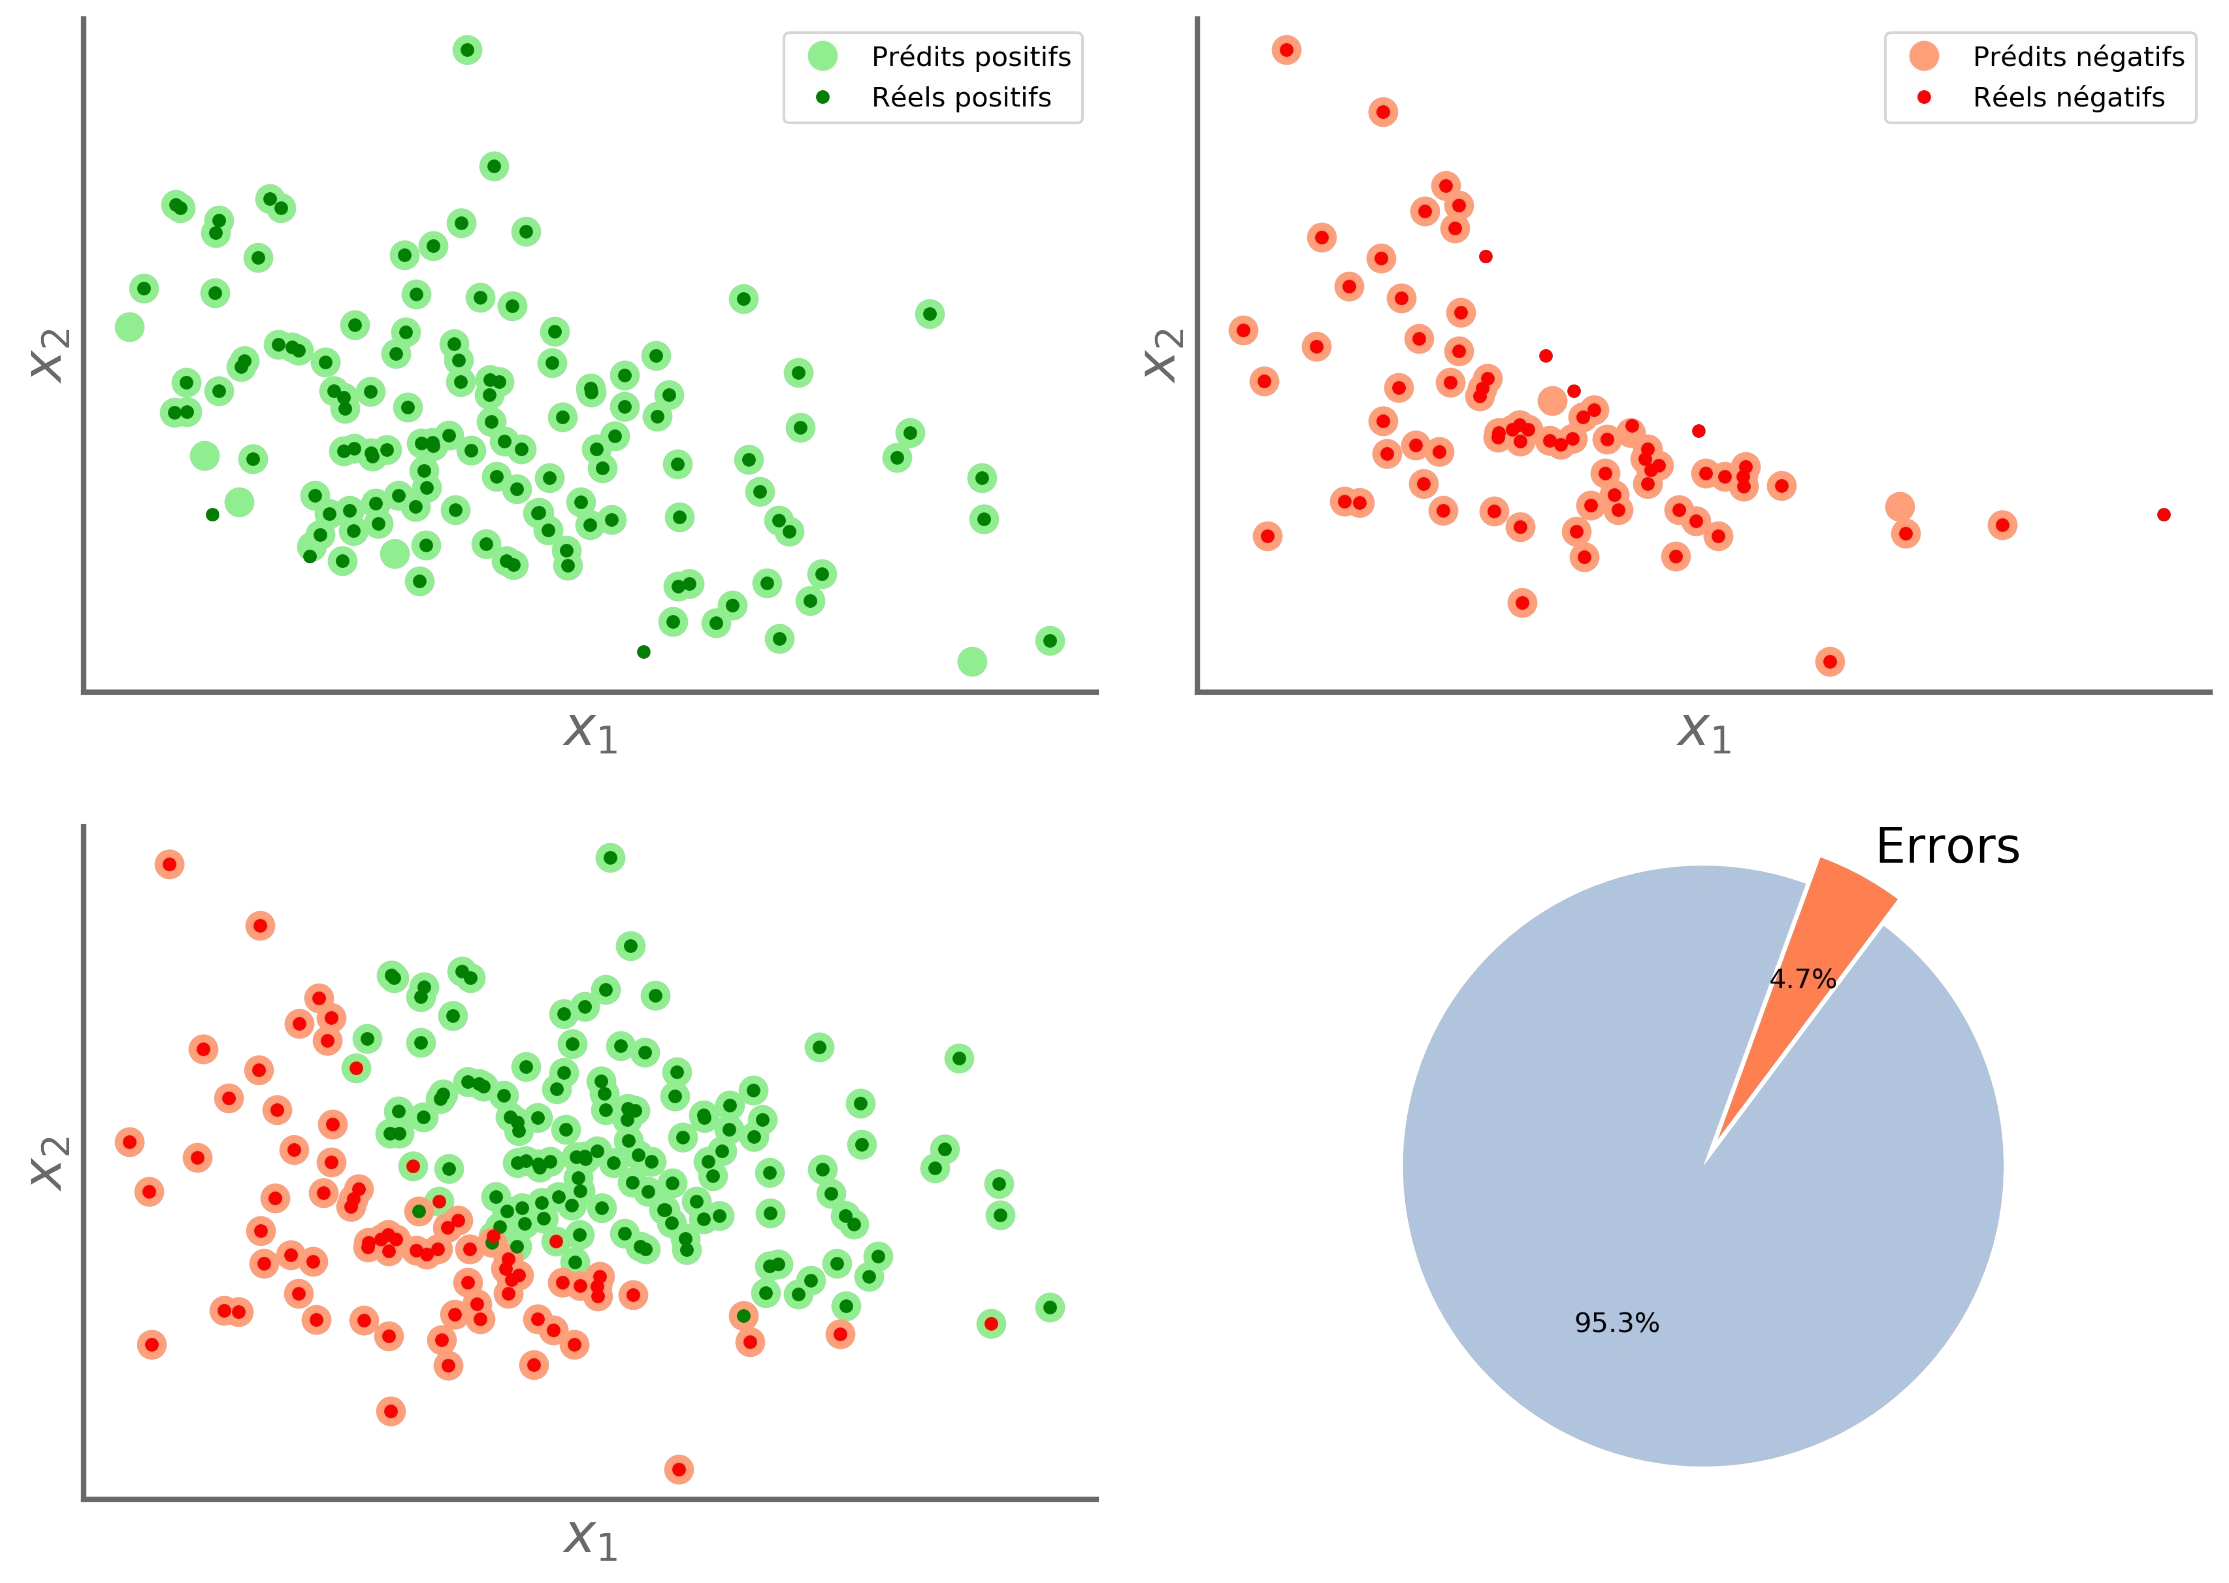 Prédits positifs
Réels positifs
x2
x1
Prédits négatifs
Réels négatifs
x2
x1
x2
x1
Errors
4.7%
95.3%